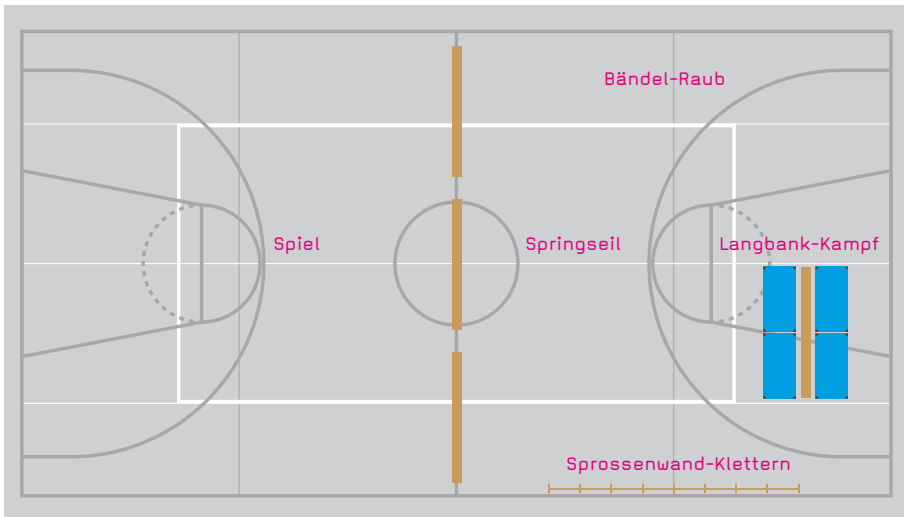 Bändel-Raub
Spiel
Springseil
Langbank-Kampf
Sprossenwand-Klettern